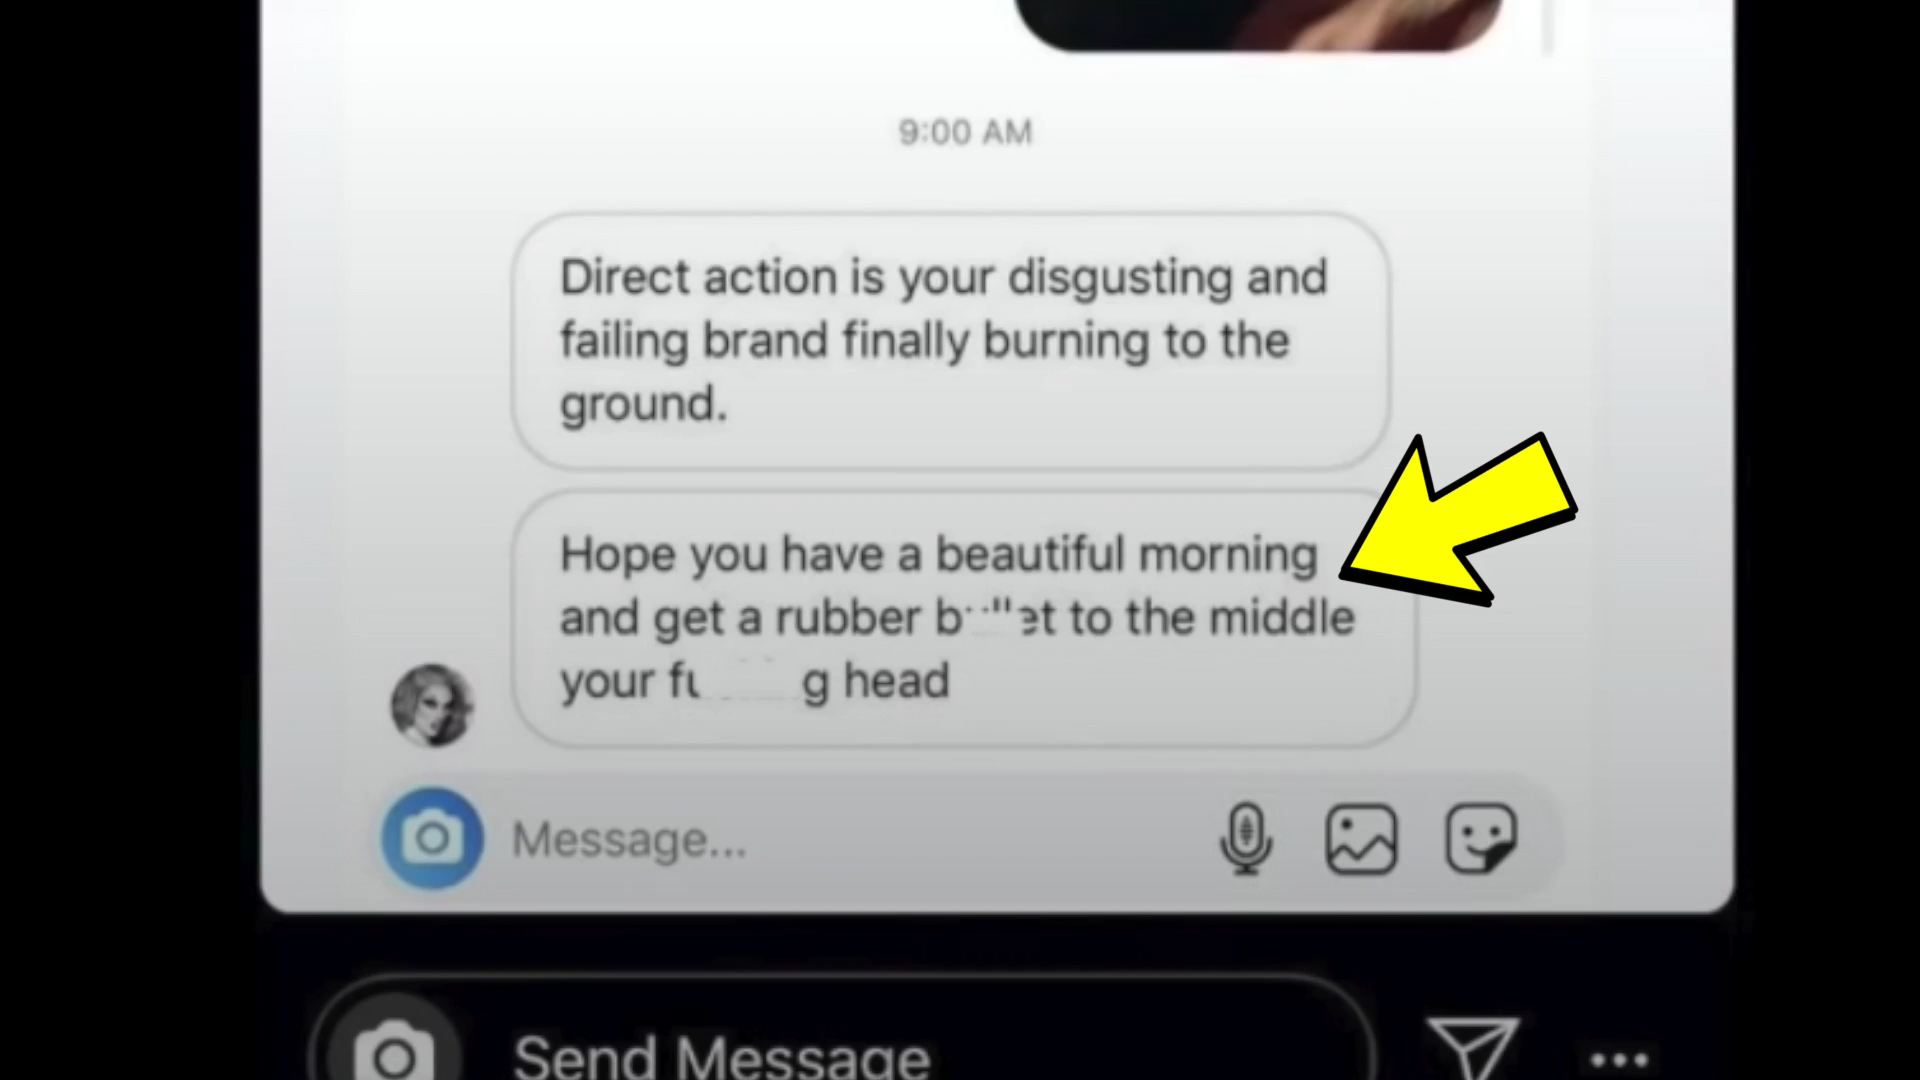 9:00 AM
Direct action is your disgusting and
failing brand finally burning to the
ground.
Hope you have a beautiful morning
and get a rubber to the middle
your head
Message...
Send Message